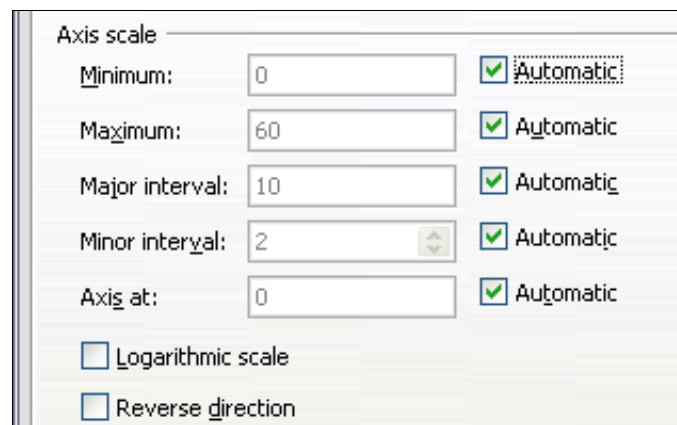 Axis scale
Minimum: 0 Automatic
Maximum: 60 Automatic
Major interval: 10 Automatic
Minor interval: 2 Automatic
Axis at: 0 Automatic
Logarithmic scale
Reverse direction